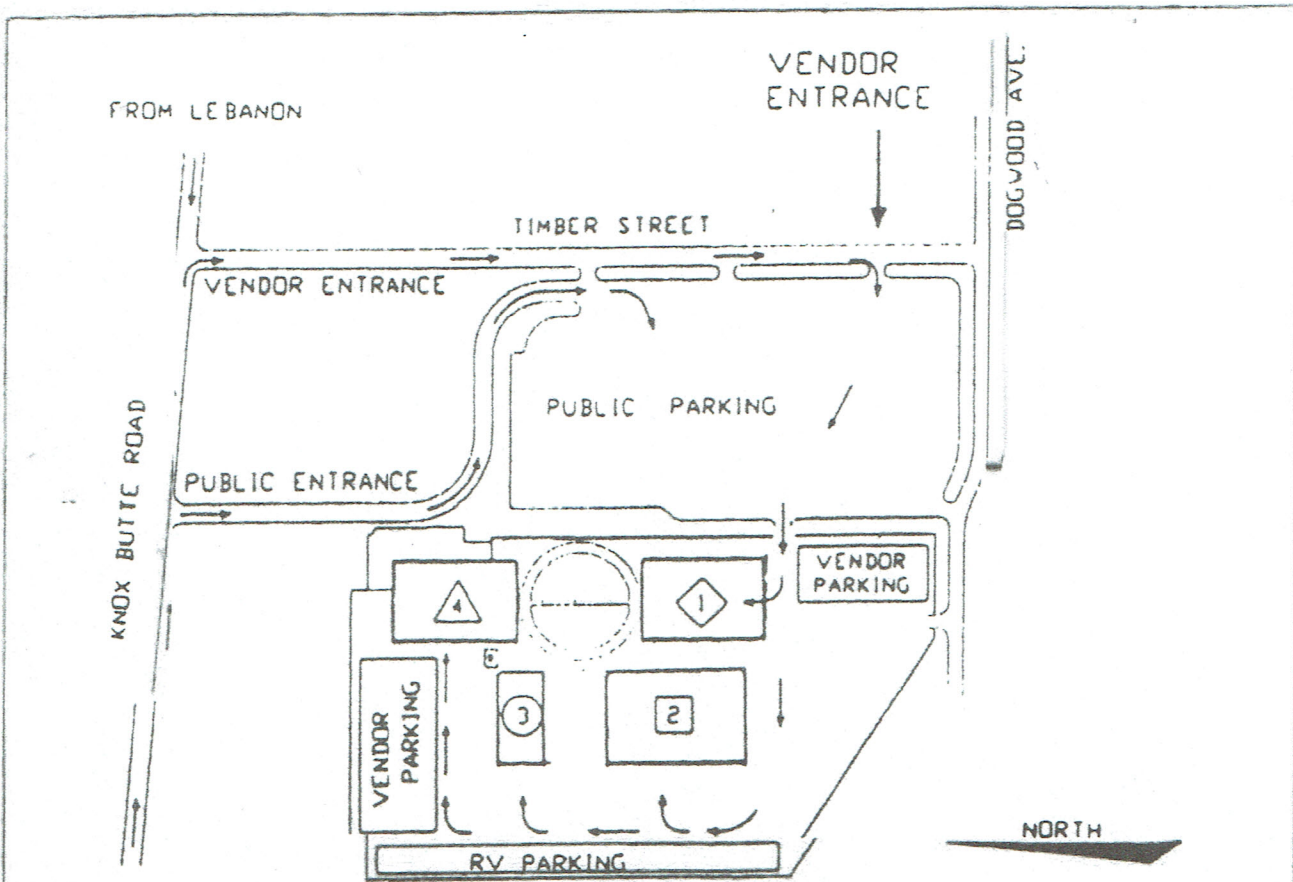 VENDOR
ENTRANCE
FROM LEBANON
DOGWOOD AVE.
TIMBER STREET
VENDOR ENTRANCE
PUBLIC PARKING
KNOX BUTTE ROAD
PUBLIC ENTRANCE
VENDOR
PARKING
4
1
VENDOR
PARKING
3
2
NORTH
RV PARKING